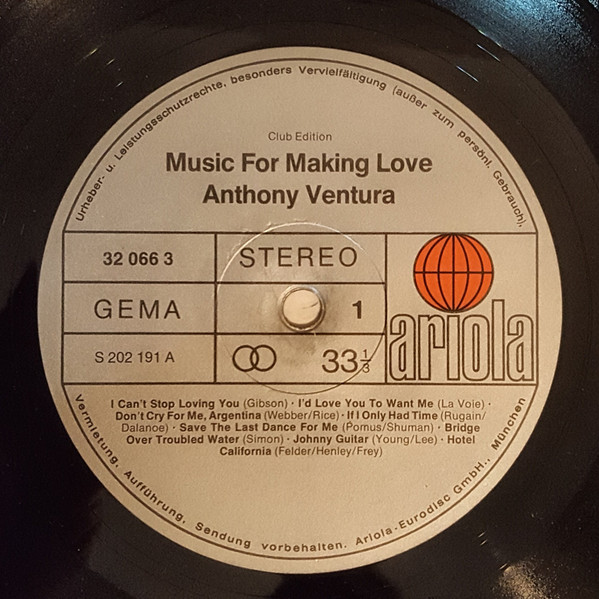 Urheber- u. Leistungsschutzrechte, besonders Vervielfältigung (außer zum persönl. Gebrauch),
Club Edition
Music For Making Love
Anthony Ventura
32 066 3
STEREO
GEMA
1
ariola
S 202 191 A
33 1/3
I Can't Stop Loving You (Gibson) · I'd Love You To Want Me (La Voie) ·
Don't Cry For Me, Argentina (Webber/Rice) · If I Only Had Time (Rugain/
Dalanoe) · Save The Last Dance For Me (Pomus/Shuman) · Bridge
Over Troubled Water (Simon) · Johnny Guitar (Young/Lee) · Hotel
California (Felder/Henley/Frey)
Vermietung, Aufführung, Sendung vorbehalten. Ariola-Eurodisc GmbH., München